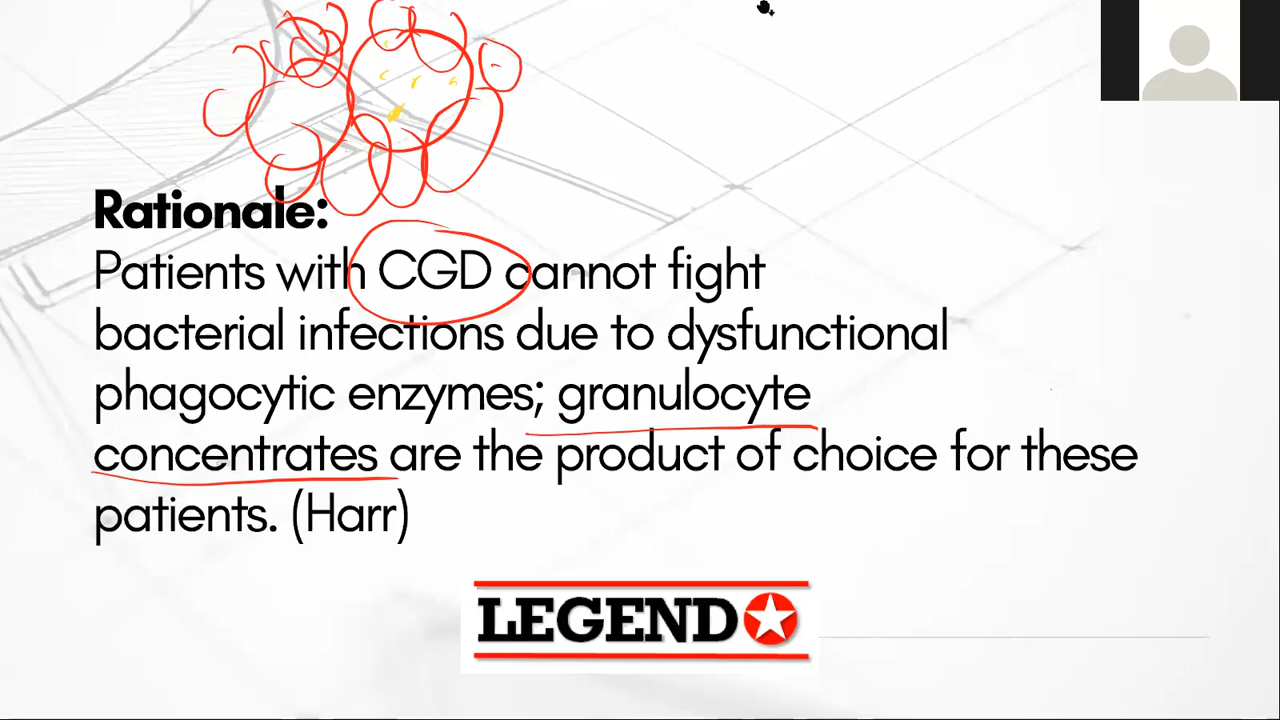 Rationale:
Patients with CGD cannot fight
bacterial infections due to dysfunctional
phagocytic enzymes; granulocyte
concentrates are the product of choice for these
patients. (Harr)
LEGEND